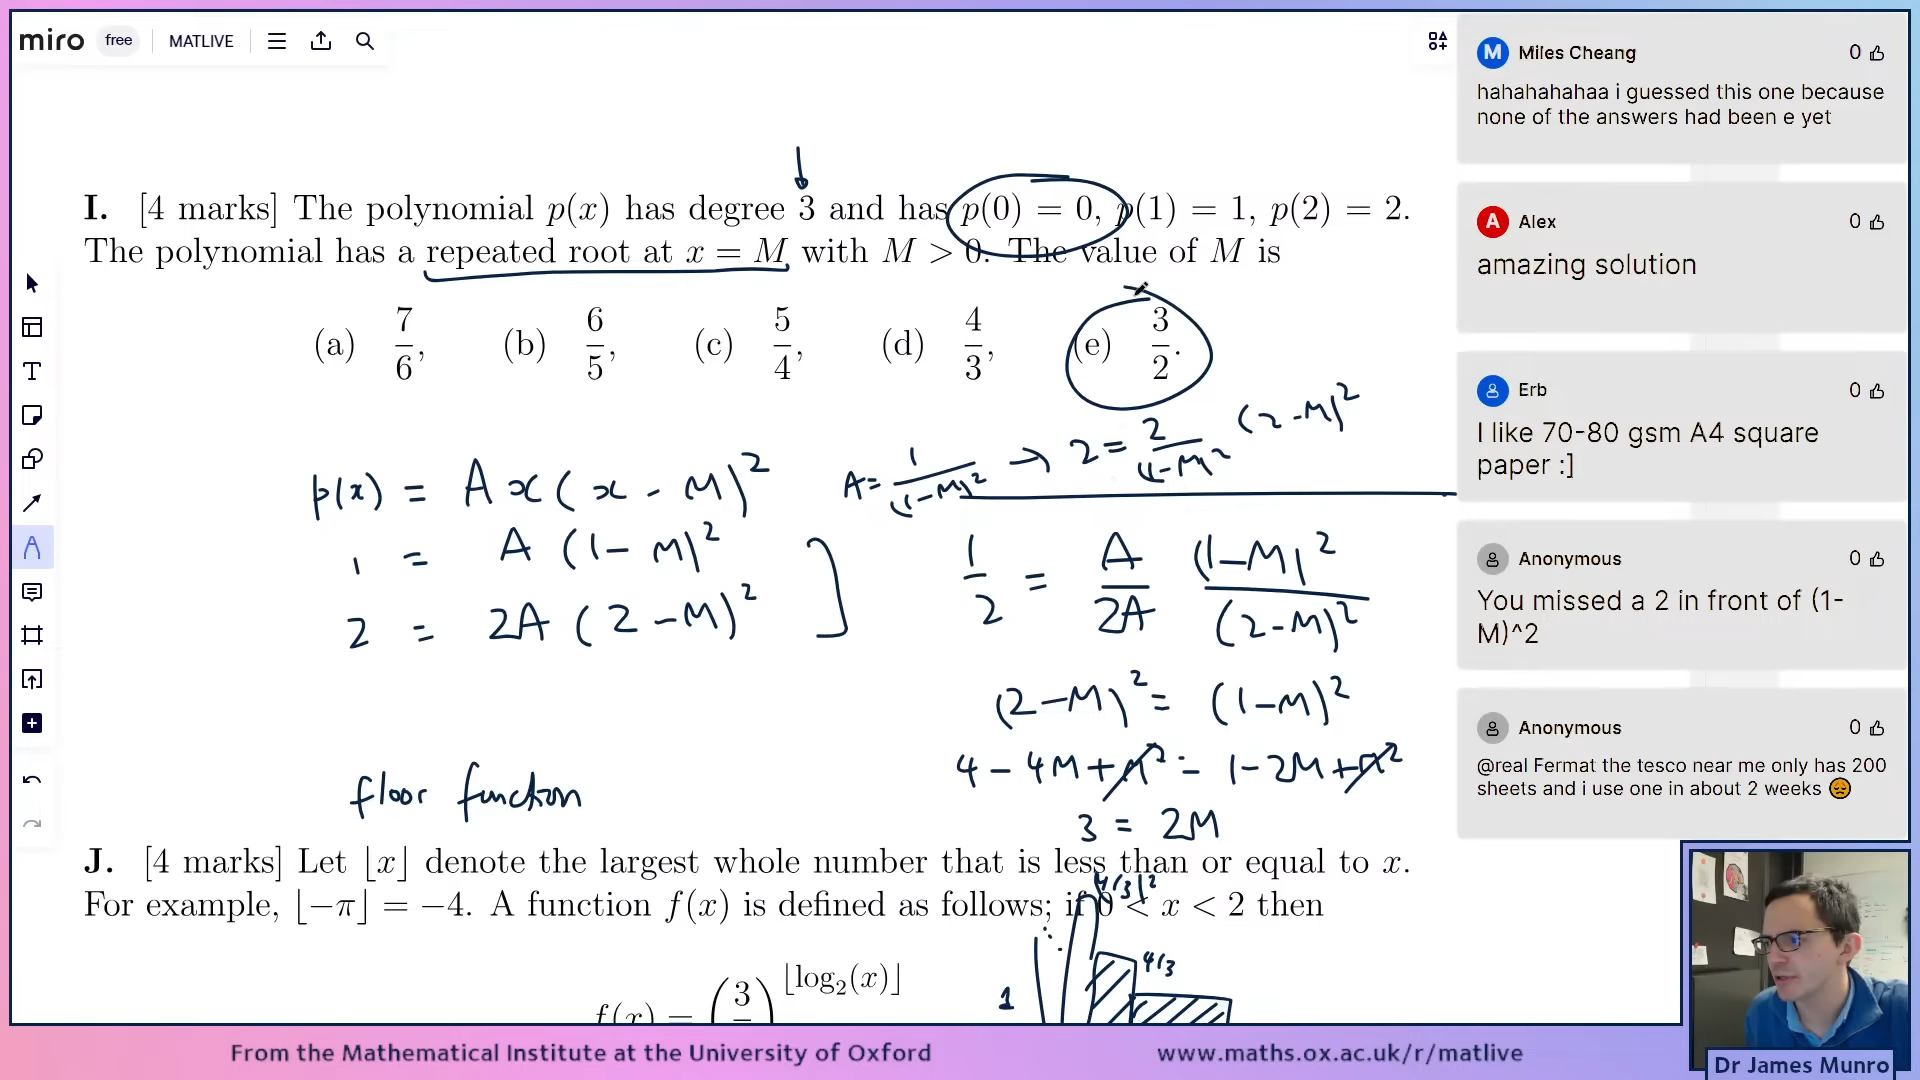 miro free MATLIVE
I. [4 marks] The polynomial p(x) has degree 3 and has p(0) = 0, p(1) = 1, p(2) = 2.
The polynomial has a repeated root at x = M with M > 0. The value of M is
(a) 7/6, (b) 6/5, (c) 5/4, (d) 4/3, (e) 3/2.
p(x) = Ax(x - M)²
1 = A(1 - M)²
2 = 2A(2 - M)²
A = 1/(1-M)² → 2 = 2/(1-M)² (2-M)²
1/2 = A/2A (1-M)²/(2-M)²
(2-M)² = (1-M)²
4 - 4M + M² = 1 - 2M + M²
3 = 2M
floor function
J. [4 marks] Let ⌊x⌋ denote the largest whole number that is less than or equal to x.
For example, ⌊-π⌋ = -4. A function f(x) is defined as follows; if 0 < x < 2 then
(4/3)²
4/3
1
f(x) = (3 ⌊log₂(x)⌋
M Miles Cheang 0
hahahahahaa i guessed this one because
none of the answers had been e yet
A Alex 0
amazing solution
Erb 0
I like 70-80 gsm A4 square
paper :]
Anonymous 0
You missed a 2 in front of (1-
M)^2
Anonymous 0
@real Fermat the tesco near me only has 200
sheets and i use one in about 2 weeks 😔
Dr James Munro
From the Mathematical Institute at the University of Oxford www.maths.ox.ac.uk/r/matlive